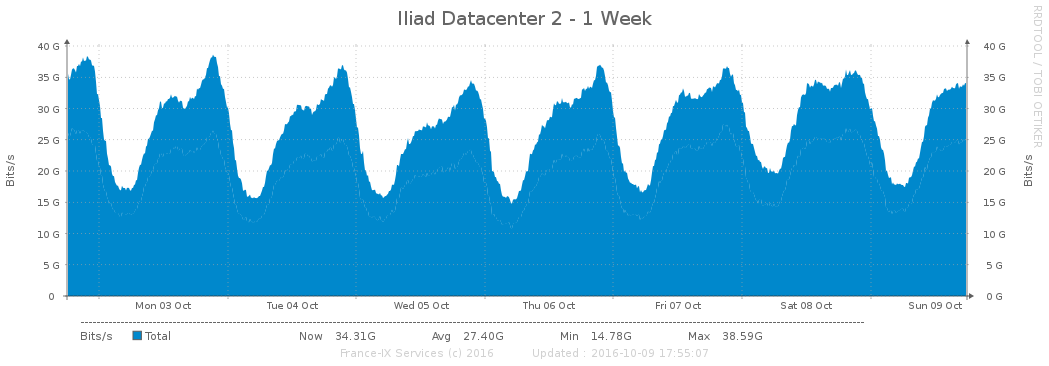 Iliad Datacenter 2 - 1 Week
RRDTOOL / TOBI OETIKER
Bits/s
Bits/s
40 G 40 G
35 G 35 G
30 G 30 G
25 G 25 G
20 G 20 G
15 G 15 G
10 G 10 G
5 G 5 G
0 0 G
Mon 03 Oct Tue 04 Oct Wed 05 Oct Thu 06 Oct Fri 07 Oct Sat 08 Oct Sun 09 Oct
Bits/s Total Now 34.31G Avg 27.40G Min 14.78G Max 38.59G
France-IX Services (c) 2016 Updated : 2016-10-09 17:55:07